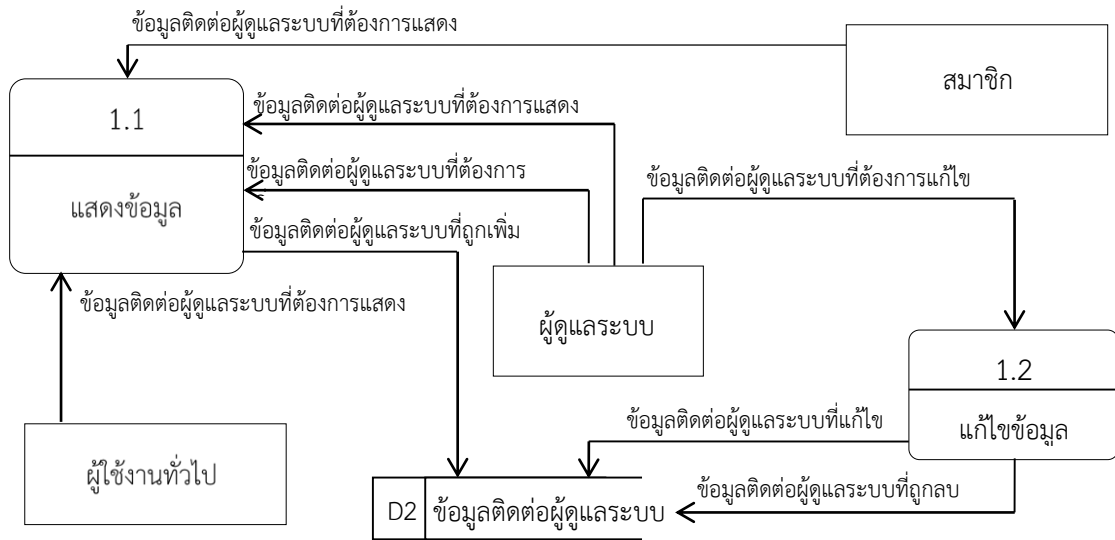 ข้อมูลติดต่อผู้ดูแลระบบที่ต้องการแสดง
สมาชิก
1.1
แสดงข้อมูล
ข้อมูลติดต่อผู้ดูแลระบบที่ต้องการแสดง
ข้อมูลติดต่อผู้ดูแลระบบที่ต้องการ
ข้อมูลติดต่อผู้ดูแลระบบที่ต้องการแก้ไข
ข้อมูลติดต่อผู้ดูแลระบบที่ถูกเพิ่ม
ข้อมูลติดต่อผู้ดูแลระบบที่ต้องการแสดง
ผู้ดูแลระบบ
1.2
แก้ไขข้อมูล
ข้อมูลติดต่อผู้ดูแลระบบที่แก้ไข
ผู้ใช้งานทั่วไป
ข้อมูลติดต่อผู้ดูแลระบบที่ถูกลบ
D2 ข้อมูลติดต่อผู้ดูแลระบบ